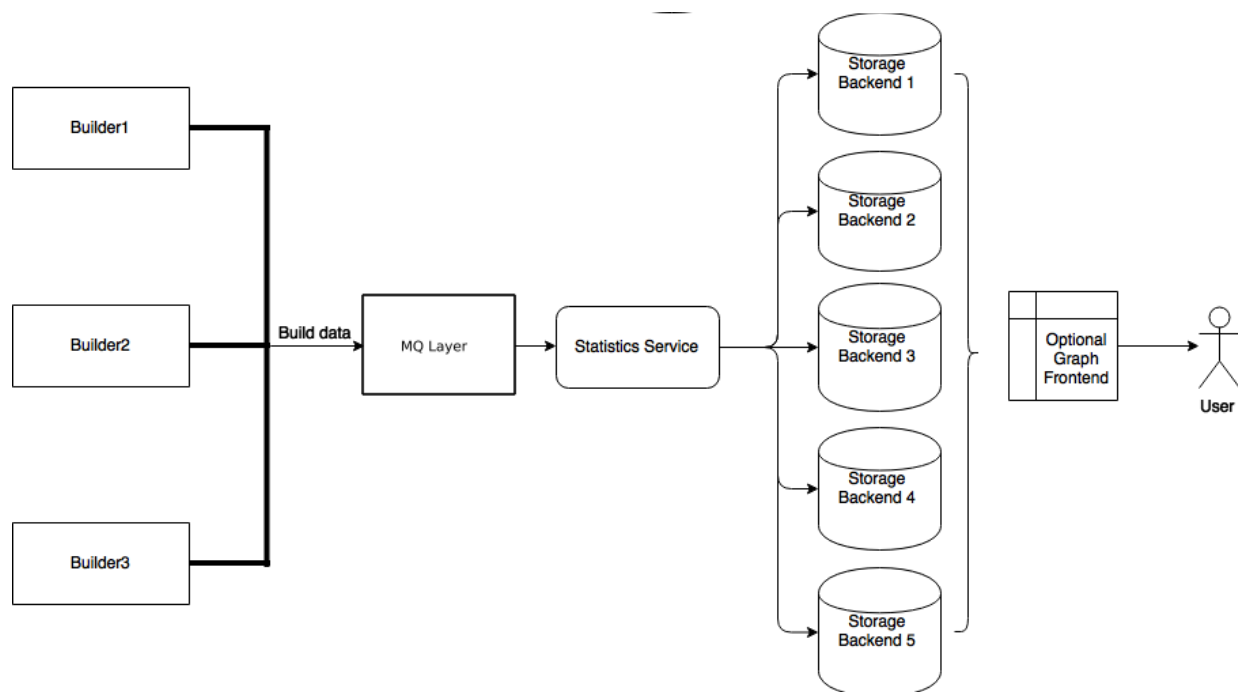 Builder1
Builder2
Builder3
Build data
MQ Layer
Statistics Service
Storage
Backend 1
Storage
Backend 2
Storage
Backend 3
Storage
Backend 4
Storage
Backend 5
Optional
Graph
Frontend
User